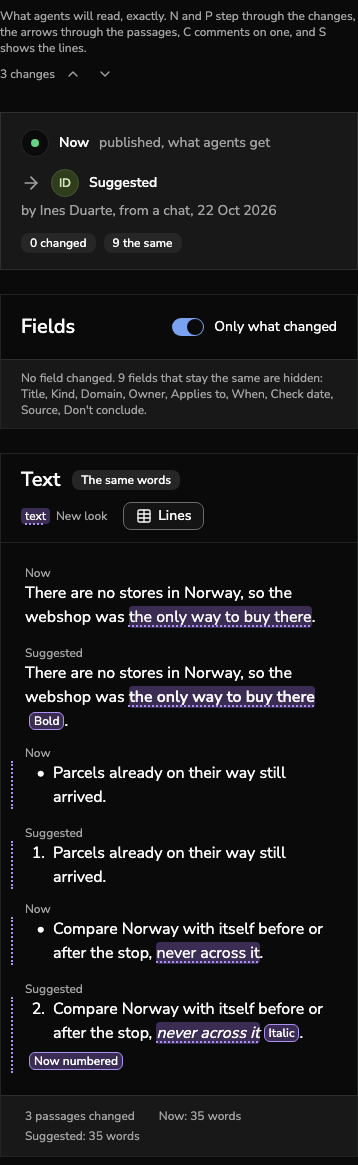 What agents will read, exactly. N and P step through the changes,
the arrows through the passages, C comments on one, and S
shows the lines.
3 changes
Now published, what agents get
ID Suggested
by Ines Duarte, from a chat, 22 Oct 2026
0 changed 9 the same
Fields Only what changed
No field changed. 9 fields that stay the same are hidden:
Title, Kind, Domain, Owner, Applies to, When, Check date,
Source, Don't conclude.
Text The same words
text New look Lines
Now
There are no stores in Norway, so the
webshop was the only way to buy there.
Suggested
There are no stores in Norway, so the
webshop was the only way to buy there
Bold.
Now
• Parcels already on their way still
arrived.
Suggested
1. Parcels already on their way still
arrived.
Now
• Compare Norway with itself before or
after the stop, never across it.
Suggested
2. Compare Norway with itself before or
after the stop, never across it Italic.
Now numbered
3 passages changed Now: 35 words
Suggested: 35 words